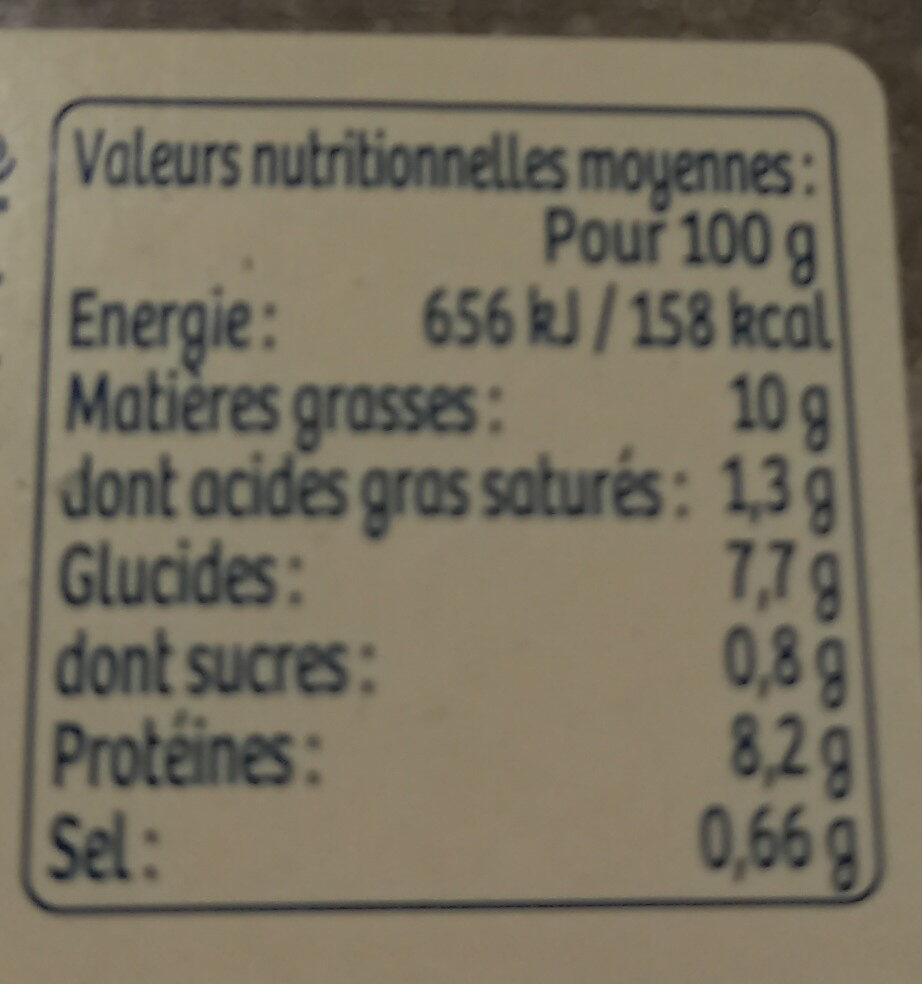 Valeurs nutritionnelles moyennes :
Pour 100 g
Energie : 656 kJ / 158 kcal
Matières grasses : 10 g
dont acides gras saturés : 1,3 g
Glucides : 7,7 g
dont sucres : 0,8 g
Protéines : 8,2 g
Sel : 0,66 g